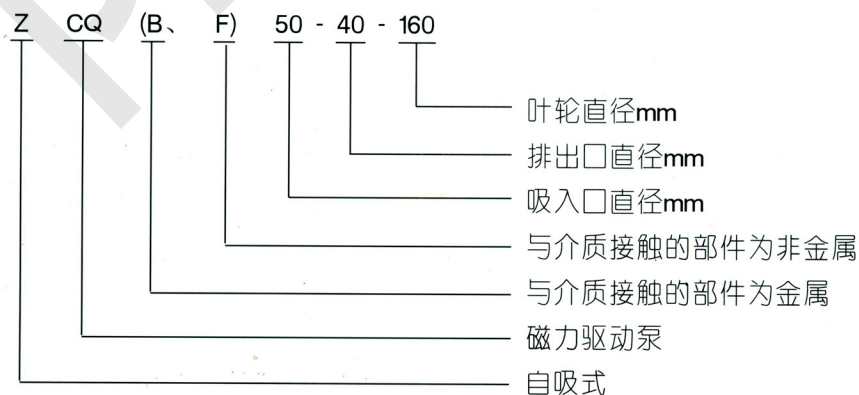 Z CQ (B、 F) 50 - 40 - 160
叶轮直径mm
排出口直径mm
吸入口直径mm
与介质接触的部件为非金属
与介质接触的部件为金属
磁力驱动泵
自吸式